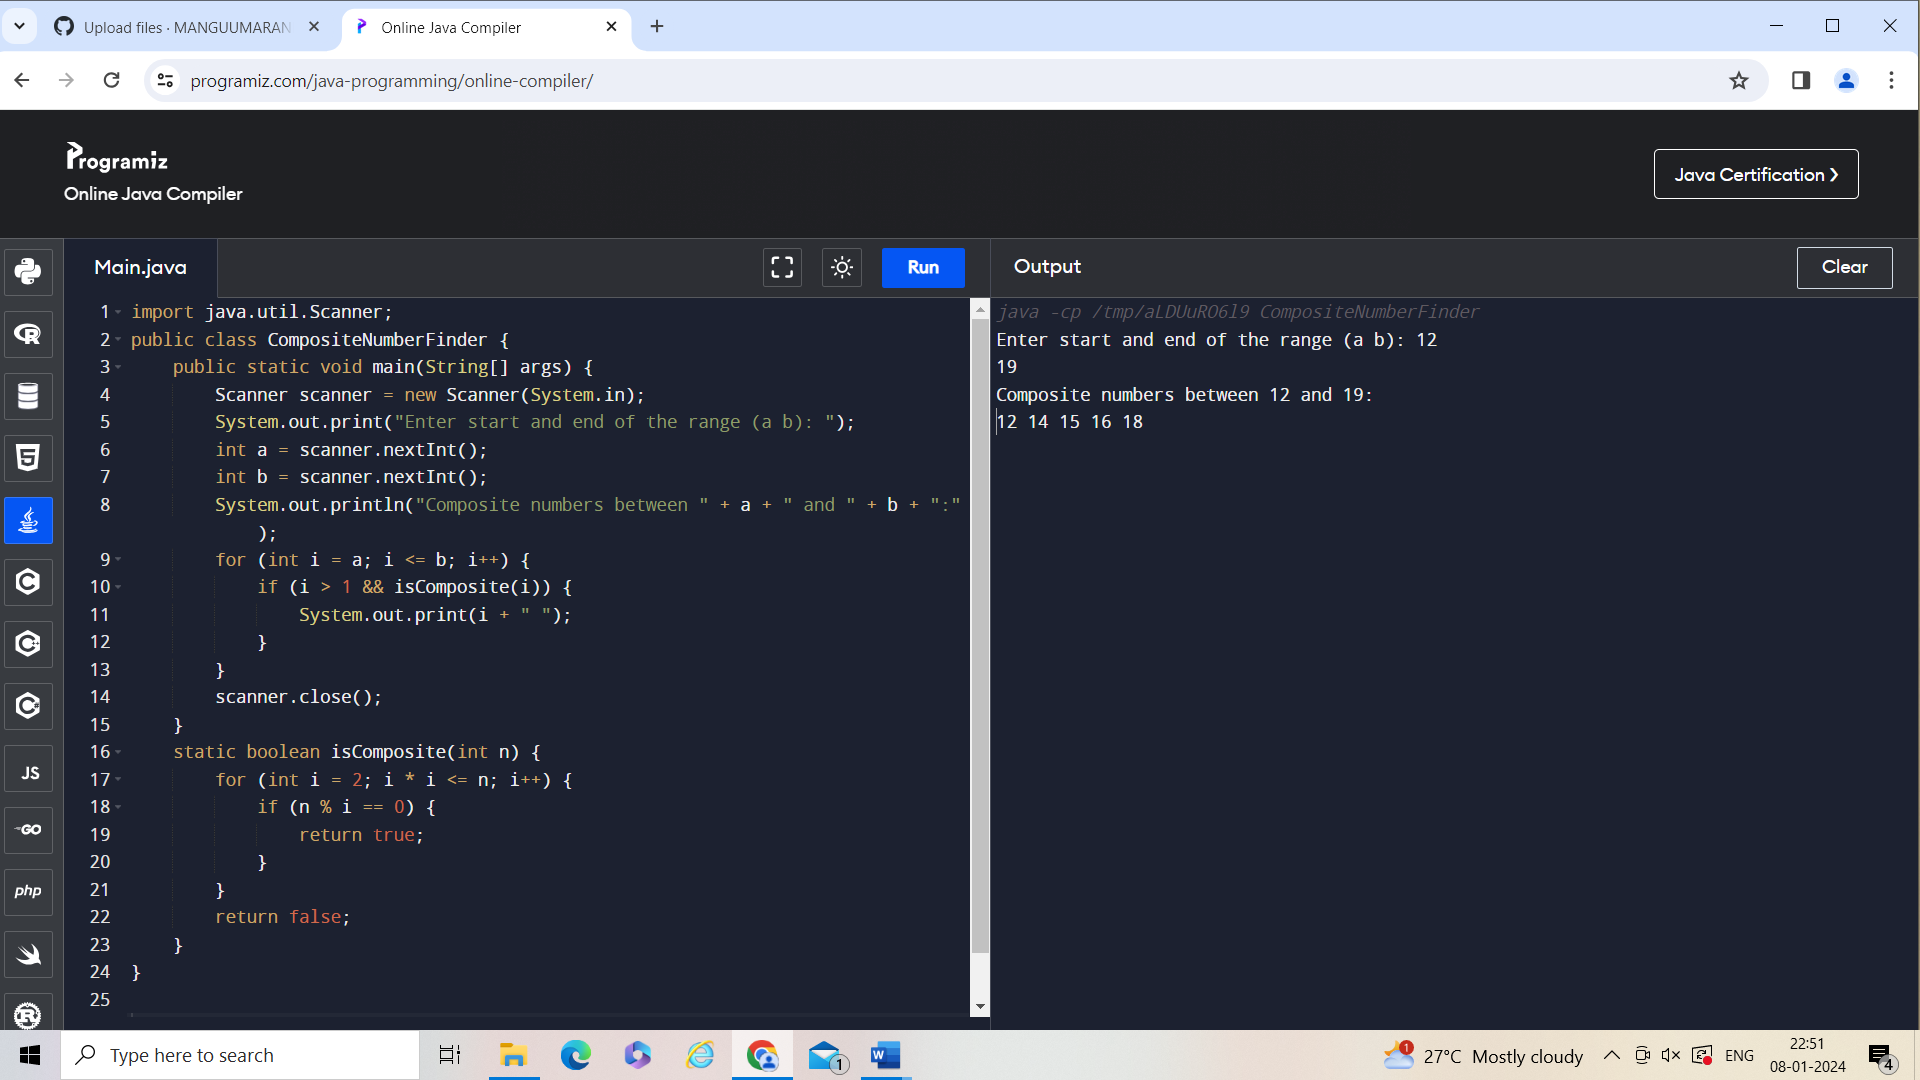 Upload files · MANGUUMARAN
Online Java Compiler
programiz.com/java-programming/online-compiler/
Programiz
Online Java Compiler
Java Certification ❯
Main.java
Run
Output
Clear
1 import java.util.Scanner;
2 public class CompositeNumberFinder {
3     public static void main(String[] args) {
4         Scanner scanner = new Scanner(System.in);
5         System.out.print("Enter start and end of the range (a b): ");
6         int a = scanner.nextInt();
7         int b = scanner.nextInt();
8         System.out.println("Composite numbers between " + a + " and " + b + ":"
            );
9         for (int i = a; i <= b; i++) {
10             if (i > 1 && isComposite(i)) {
11                 System.out.print(i + " ");
12             }
13         }
14         scanner.close();
15     }
16     static boolean isComposite(int n) {
17         for (int i = 2; i * i <= n; i++) {
18             if (n % i == 0) {
19                 return true;
20             }
21         }
22         return false;
23     }
24 }
25
java -cp /tmp/aLDUuRO6l9 CompositeNumberFinder
Enter start and end of the range (a b): 12
19
Composite numbers between 12 and 19:
12 14 15 16 18
JS
GO
php
Type here to search
1
W
1
27°C Mostly cloudy
ENG
22:51
08-01-2024
4